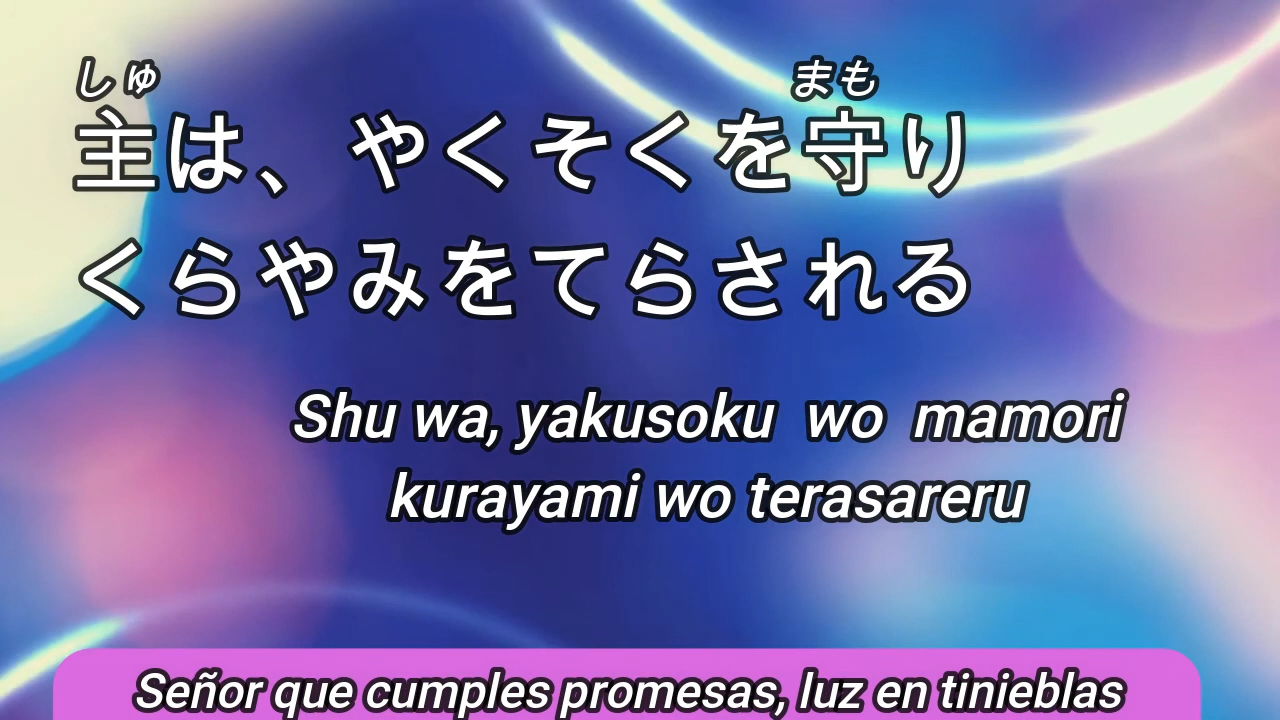 しゅ まも
主は、やくそくを守り
くらやみをてらされる
Shu wa, yakusoku wo mamori
kurayami wo terasareru
Señor que cumples promesas, luz en tinieblas